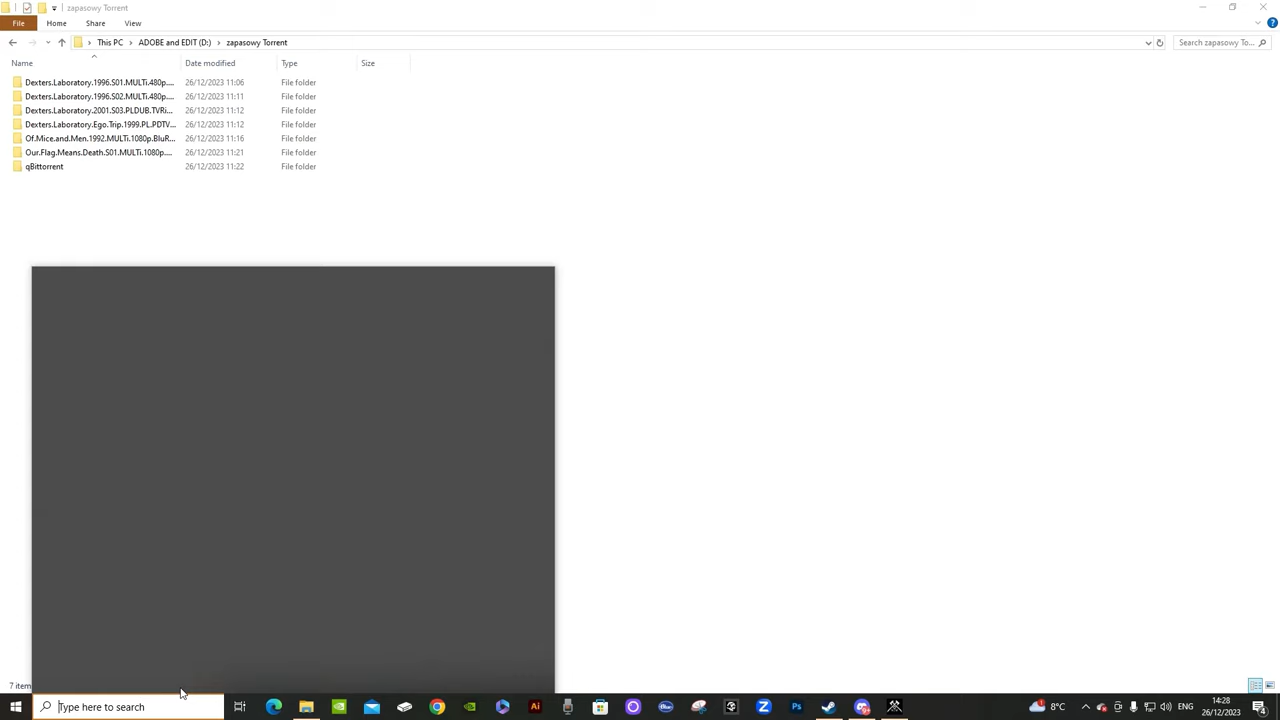 zapasowy Torrent
File Home Share View
This PC > ADOBE and EDIT (D:) > zapasowy Torrent Search zapasowy To...
Name Date modified Type Size
Dexters.Laboratory.1996.S01.MULTi.480p.... 26/12/2023 11:06 File folder
Dexters.Laboratory.1996.S02.MULTi.480p.... 26/12/2023 11:11 File folder
Dexters.Laboratory.2001.S03.PLDUB.TVRi... 26/12/2023 11:12 File folder
Dexters.Laboratory.Ego.Trip.1999.PL.PDTV... 26/12/2023 11:12 File folder
Of.Mice.and.Men.1992.MULTi.1080p.BluR... 26/12/2023 11:16 File folder
Our.Flag.Means.Death.S01.MULTi.1080p.... 26/12/2023 11:21 File folder
qBittorrent 26/12/2023 11:22 File folder
7 item
Type here to search
Ai
Ps
8°C
ENG
14:28
26/12/2023